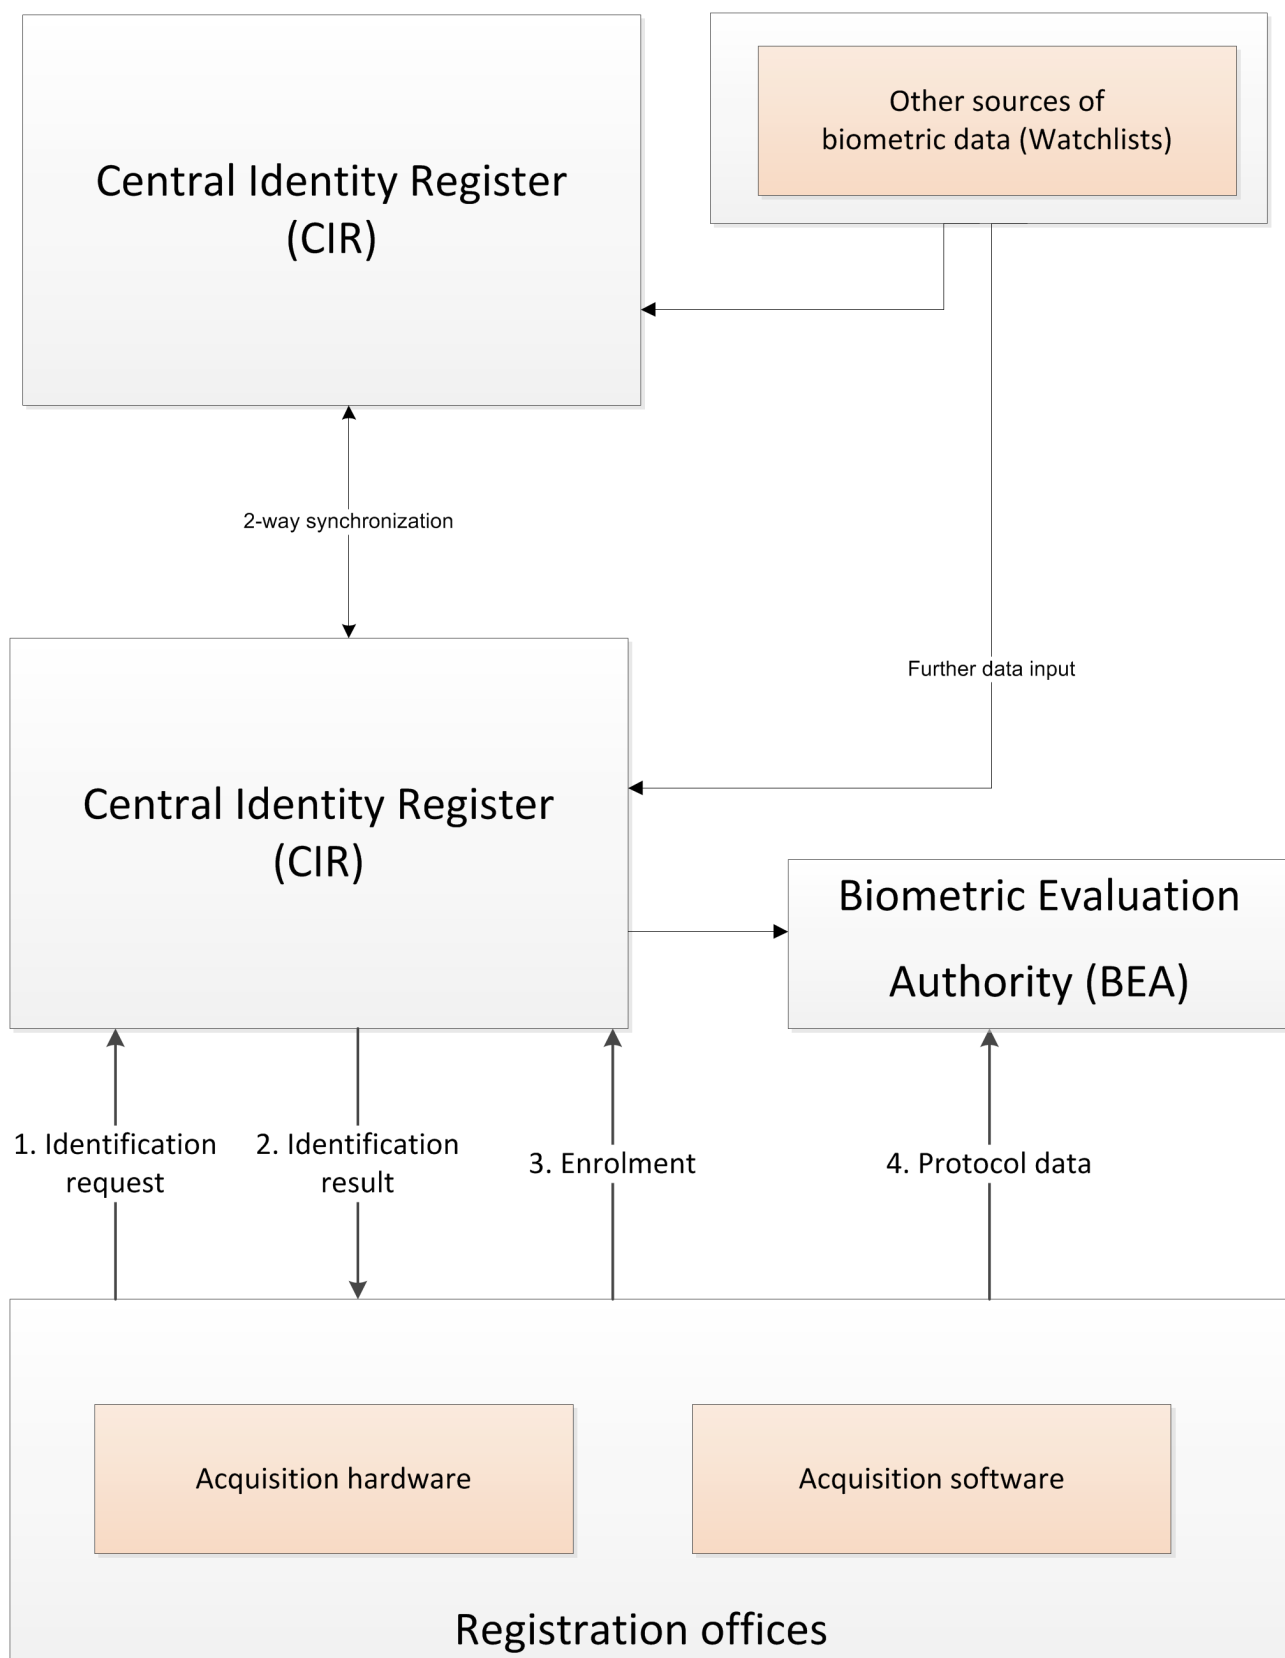 Central Identity Register
(CIR)
Other sources of
biometric data (Watchlists)
2-way synchronization
Further data input
Central Identity Register
(CIR)
Biometric Evaluation
Authority (BEA)
1. Identification
request
2. Identification
result
3. Enrolment
4. Protocol data
Acquisition hardware
Acquisition software
Registration offices